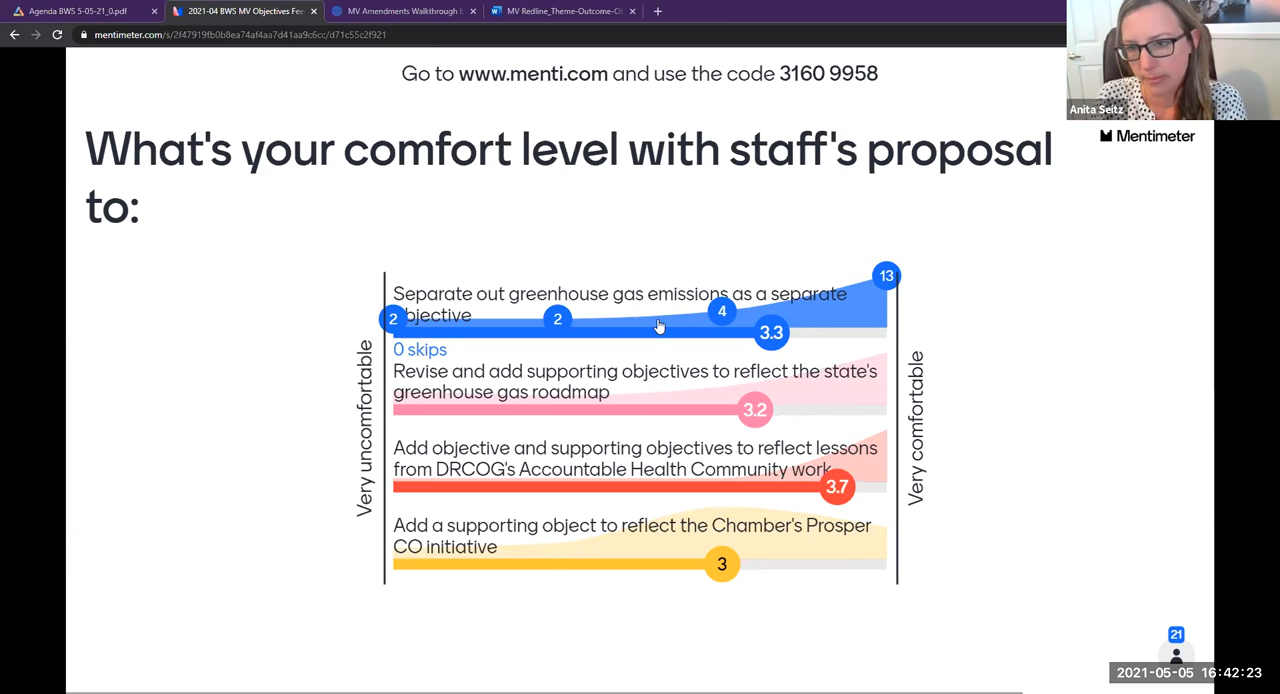 Agenda BWS 5-05-21_0.pdf
2021-04 BWS MV Objectives Fee
MV Amendments Walkthrough b
MV Redline_Theme-Outcome-Ob
mentimeter.com/s/2f47919fb0b8ea74af4aa7d41aa9c6cc/d71c55c2f921
Go to www.menti.com and use the code 3160 9958
Anita Seitz
Mentimeter
What's your comfort level with staff's proposal
to:
Very uncomfortable
13
Separate out greenhouse gas emissions as a separate
objective
2
2
4
3.3
0 skips
Revise and add supporting objectives to reflect the state's
greenhouse gas roadmap
3.2
Add objective and supporting objectives to reflect lessons
from DRCOG's Accountable Health Community work
3.7
Add a supporting object to reflect the Chamber's Prosper
CO initiative
3
Very comfortable
21
2021-05-05 16:42:23